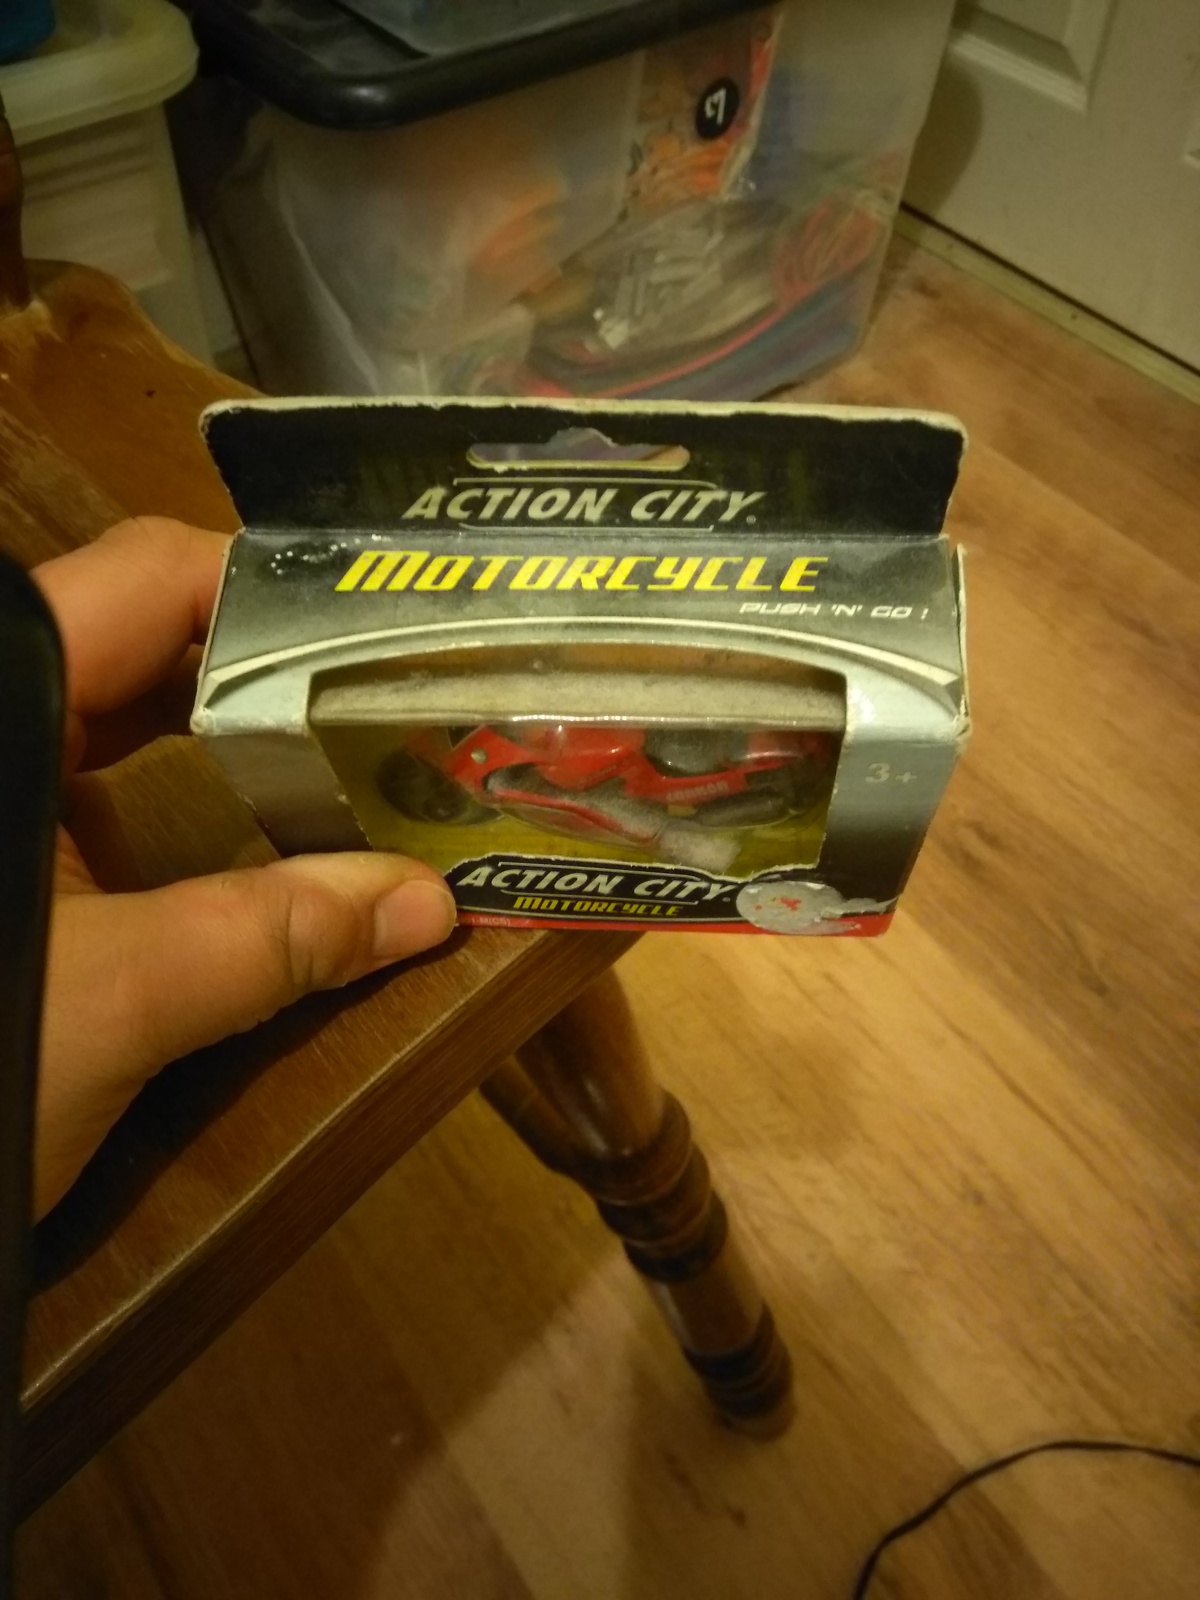 ACTION CITY
MOTORCYCLE
PUSH 'N' GO!
3+
ACTION CITY
MOTORCYCLE